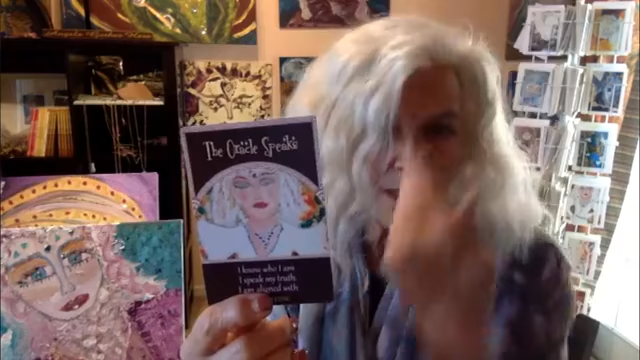 The Oracle Speaks
I know who I am
I speak my truth
I am aligned with